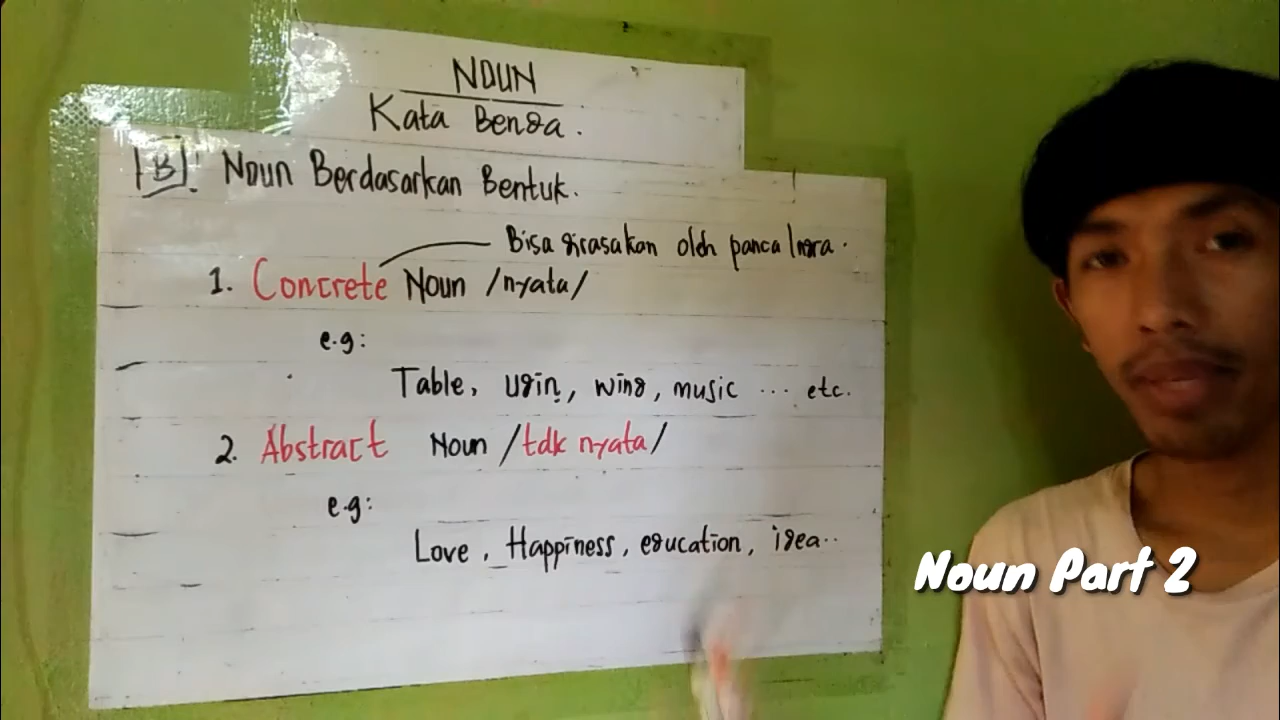 NOUN
Kata Benda.
B! Noun Berdasarkan Bentuk.
Bisa dirasakan oleh panca Indra.
1. Concrete Noun /nyata/
e.g:
Table, Udin, wind, music ... etc.
2. Abstract Noun /tdk nyata/
e.g:
Love, Happiness, education, idea..
Noun Part 2